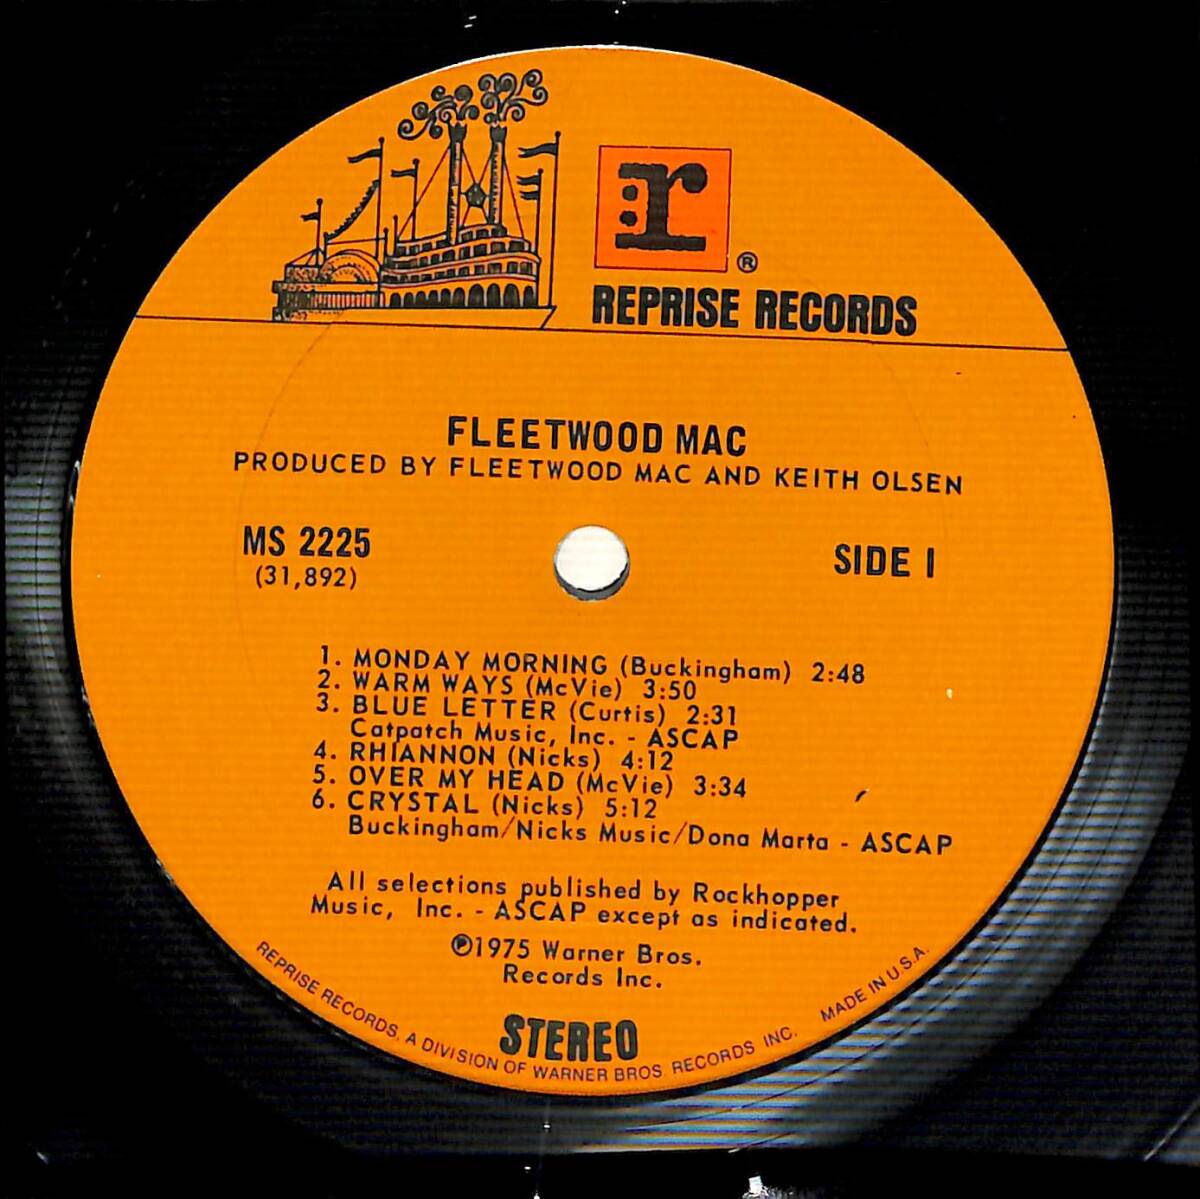 r
®
REPRISE RECORDS
FLEETWOOD MAC
PRODUCED BY FLEETWOOD MAC AND KEITH OLSEN
MS 2225
(31,892)
SIDE I
1. MONDAY MORNING (Buckingham) 2:48
2. WARM WAYS (McVie) 3:50
3. BLUE LETTER (Curtis) 2:31
Catpatch Music, Inc. - ASCAP
4. RHIANNON (Nicks) 4:12
5. OVER MY HEAD (McVie) 3:34
6. CRYSTAL (Nicks) 5:12
Buckingham/Nicks Music/Dona Marta - ASCAP
All selections published by Rockhopper
Music, Inc. - ASCAP except as indicated.
℗1975 Warner Bros.
Records Inc.
STEREO
REPRISE RECORDS, A DIVISION OF WARNER BROS. RECORDS INC. MADE IN U.S.A.